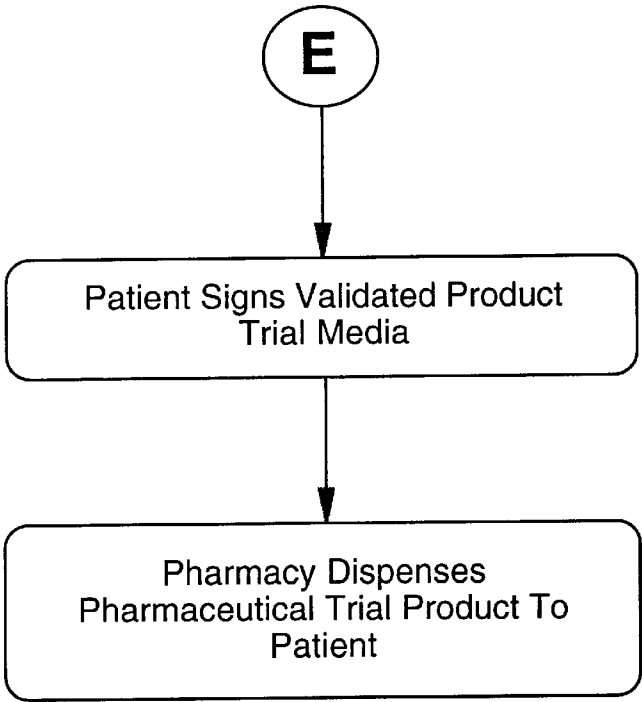 E
Patient Signs Validated Product
Trial Media
Pharmacy Dispenses
Pharmaceutical Trial Product To
Patient